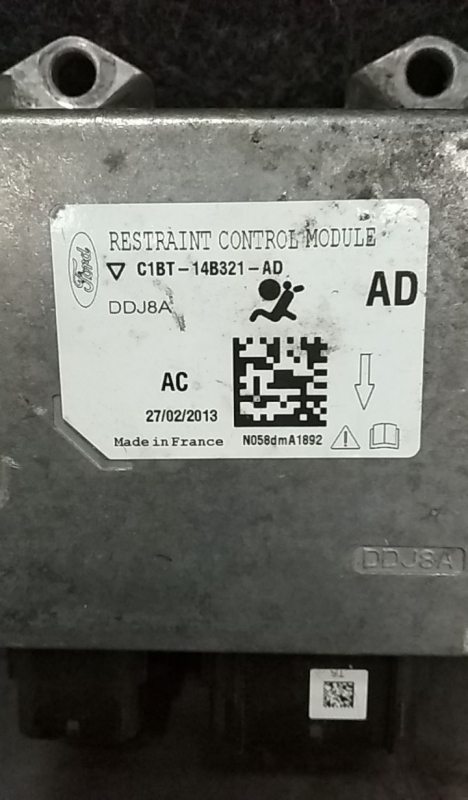 Ford
RESTRAINT CONTROL MODULE
C1BT-14B321-AD
DDJ8A
AD
AC
27/02/2013
Made in France
N058dmA1892
DDJ8A